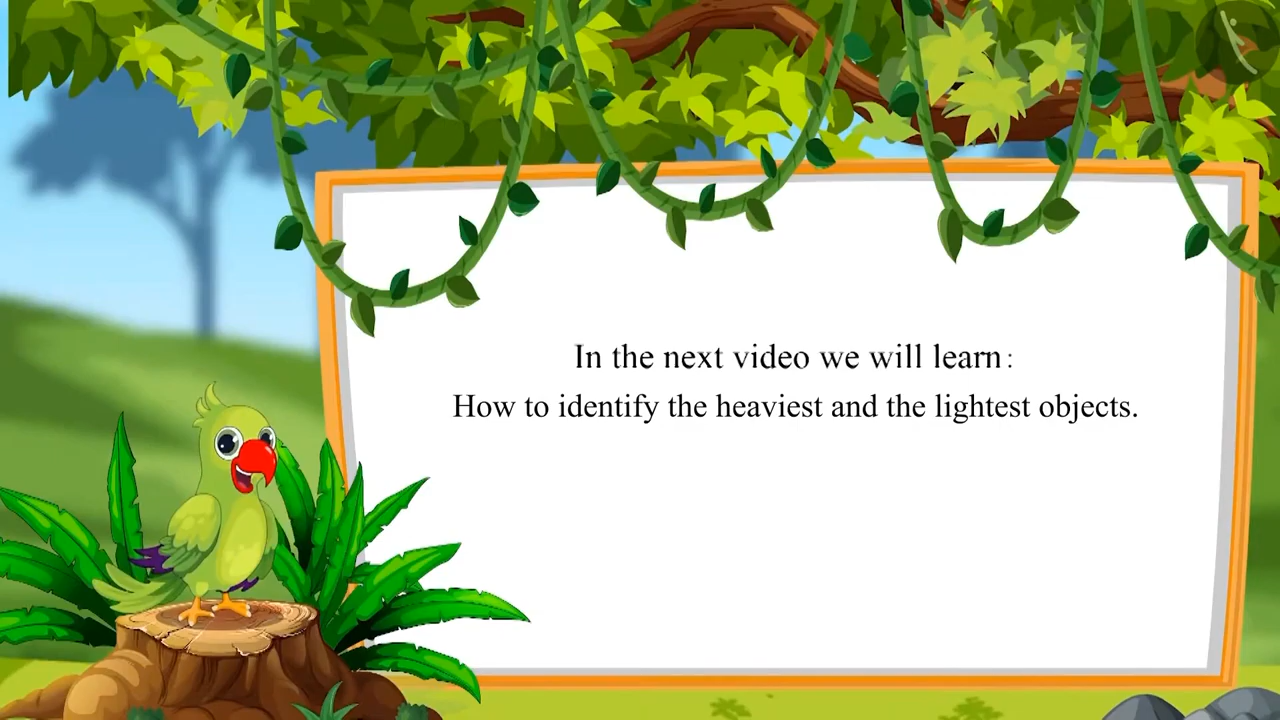 In the next video we will learn:
How to identify the heaviest and the lightest objects.